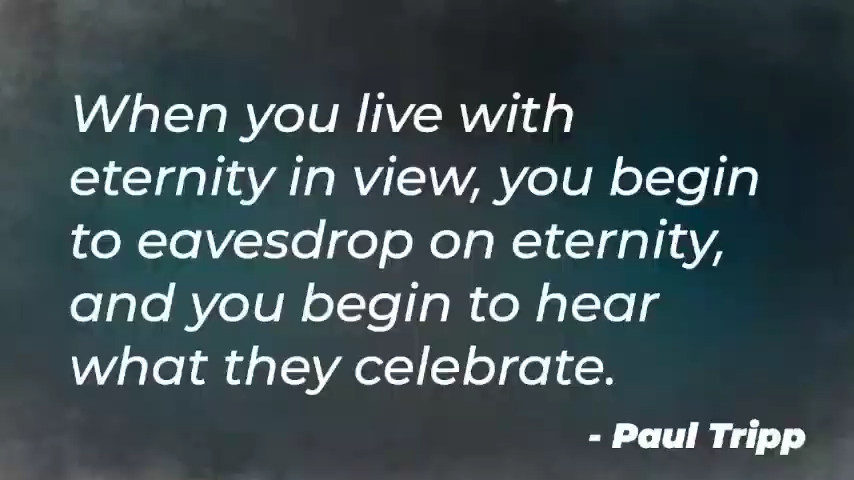 When you live with
eternity in view, you begin
to eavesdrop on eternity,
and you begin to hear
what they celebrate.
- Paul Tripp